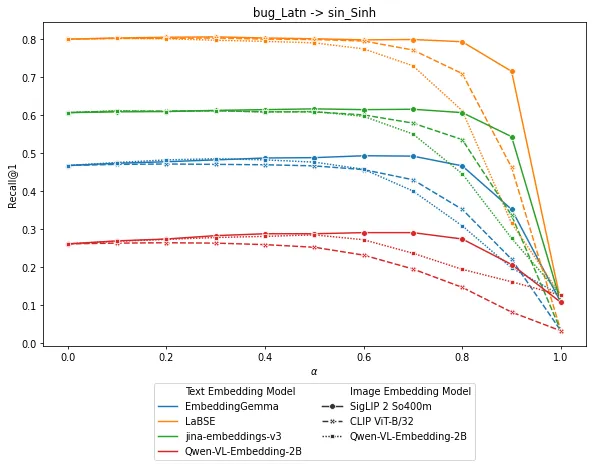 bug_Latn -> sin_Sinh
Recall@1
0.8
0.7
0.6
0.5
0.4
0.3
0.2
0.1
0.0
0.0 0.2 0.4 0.6 0.8 1.0
α
Text Embedding Model
EmbeddingGemma
LaBSE
jina-embeddings-v3
Qwen-VL-Embedding-2B
Image Embedding Model
SigLIP 2 So400m
CLIP ViT-B/32
Qwen-VL-Embedding-2B